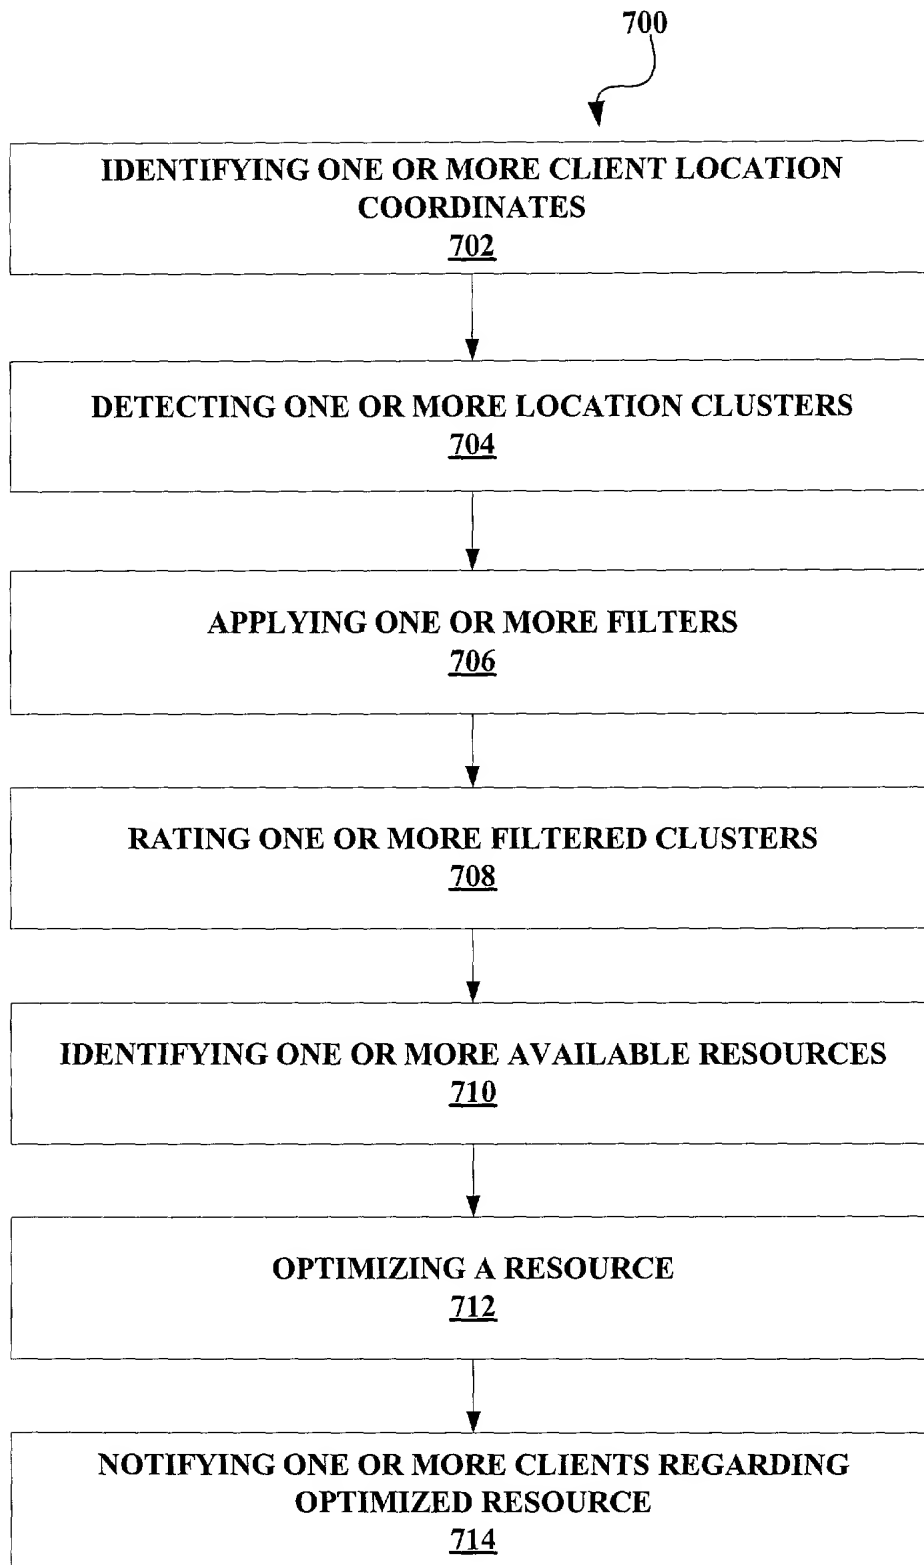 700
IDENTIFYING ONE OR MORE CLIENT LOCATION
COORDINATES
702
DETECTING ONE OR MORE LOCATION CLUSTERS
704
APPLYING ONE OR MORE FILTERS
706
RATING ONE OR MORE FILTERED CLUSTERS
708
IDENTIFYING ONE OR MORE AVAILABLE RESOURCES
710
OPTIMIZING A RESOURCE
712
NOTIFYING ONE OR MORE CLIENTS REGARDING
OPTIMIZED RESOURCE
714